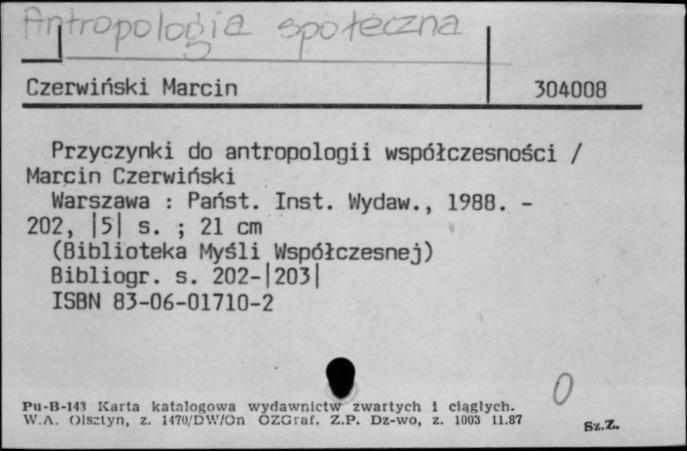 Antropologia społeczna
Czerwiński Marcin 304008
Przyczynki do antropologii współczesności /
Marcin Czerwiński
Warszawa : Państ. Inst. Wydaw., 1988. -
202, |5| s. ; 21 cm
(Biblioteka Myśli Współczesnej)
Bibliogr. s. 202-|203|
ISBN 83-06-01710-2
0
Pu-B-143 Karta katalogowa wydawnictw zwartych i ciągłych.
W.A. Olsztyn, z. 1470/DW/On OZGraf. Z.P. Dz-wo, z. 1003 11.87
Sz.Z.